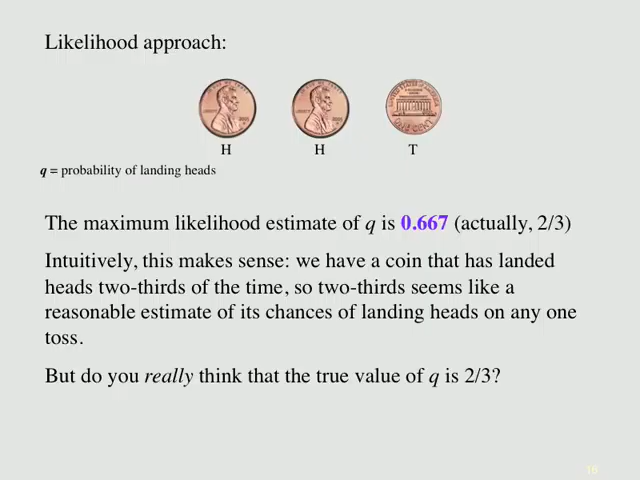 Likelihood approach:
H H T
q = probability of landing heads
The maximum likelihood estimate of q is 0.667 (actually, 2/3)
Intuitively, this makes sense: we have a coin that has landed
heads two-thirds of the time, so two-thirds seems like a
reasonable estimate of its chances of landing heads on any one
toss.
But do you really think that the true value of q is 2/3?